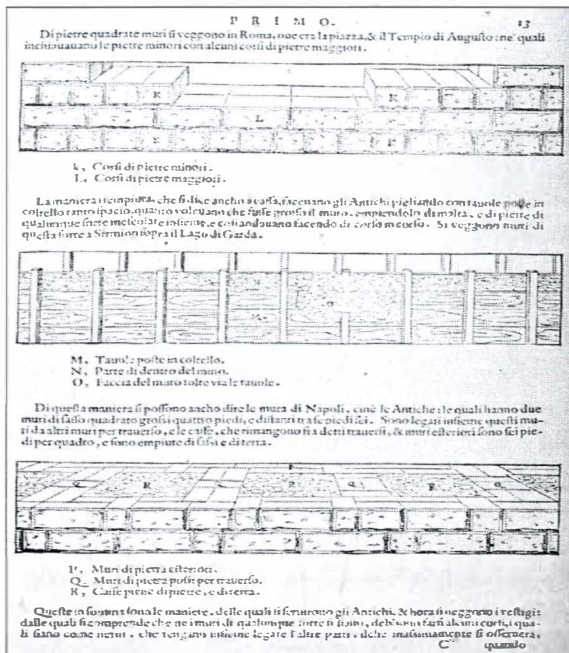 PRIMO. 13
Di pietre quadrate muri ſi veggono in Roma, oue era la piazza, & il Tempio di Auguſto: ne' quali
inchiauauano le pietre minori con alcuni corſi di pietre maggiori.
K K
L
P
k, Corſi di pietre minori.
L, Corſi di pietre maggiori.
La maniera riempiuta, che ſi dice ancho à caſſa, faceuano gli Antichi pigliando con tauole poſte in
coltello tanto ſpacio, quanto voleuano che fuſſe groſſo il muro, empiendolo di malta, e di pietre di
qualunque ſorte meſcolate inſieme, e coſi andauano facendo di corſo in corſo. Si veggono muri di
queſta ſorte a Sirmion ſopra il Lago di Garda.
M, Tauole poſte in coltello.
N, Parte di dentro del muro.
O, Faccia del muro tolte via le tauole.
Di queſta maniera ſi poſſono ancho dire le mura di Napoli, cioè le Antiche: le quali hanno due
muri di ſaſſo quadrato groſſi quattro piedi, e diſtanti tra ſe piedi ſei. Sono legati inſieme queſti mu-
ri da altri muri per trauerſo, e le caſſe, che rimangono fra detti trauerſi, & muri eſteriori ſono ſei pie-
di per quadro, e ſono empiute di ſaſſi e di terra.
P
Q R Q Q R Q
P, Muri di pietra eſteriori.
Q, Muri di pietra poſti per trauerſo.
R, Caſſe piene di pietre, e di terra.
Queſte in ſomma ſono le maniere, delle quali ſi ſeruirono gli Antichi, & hora ſi veggono i veſtigi:
dalle quali ſi comprende che ne i muri di qualunque ſorte ſi ſiano, debbono farſi alcuni corſi, i qua-
li ſiano come nerui, che tengano inſieme legate l'altre parti, il che maſſimamente ſi oſſeruera,
C quando